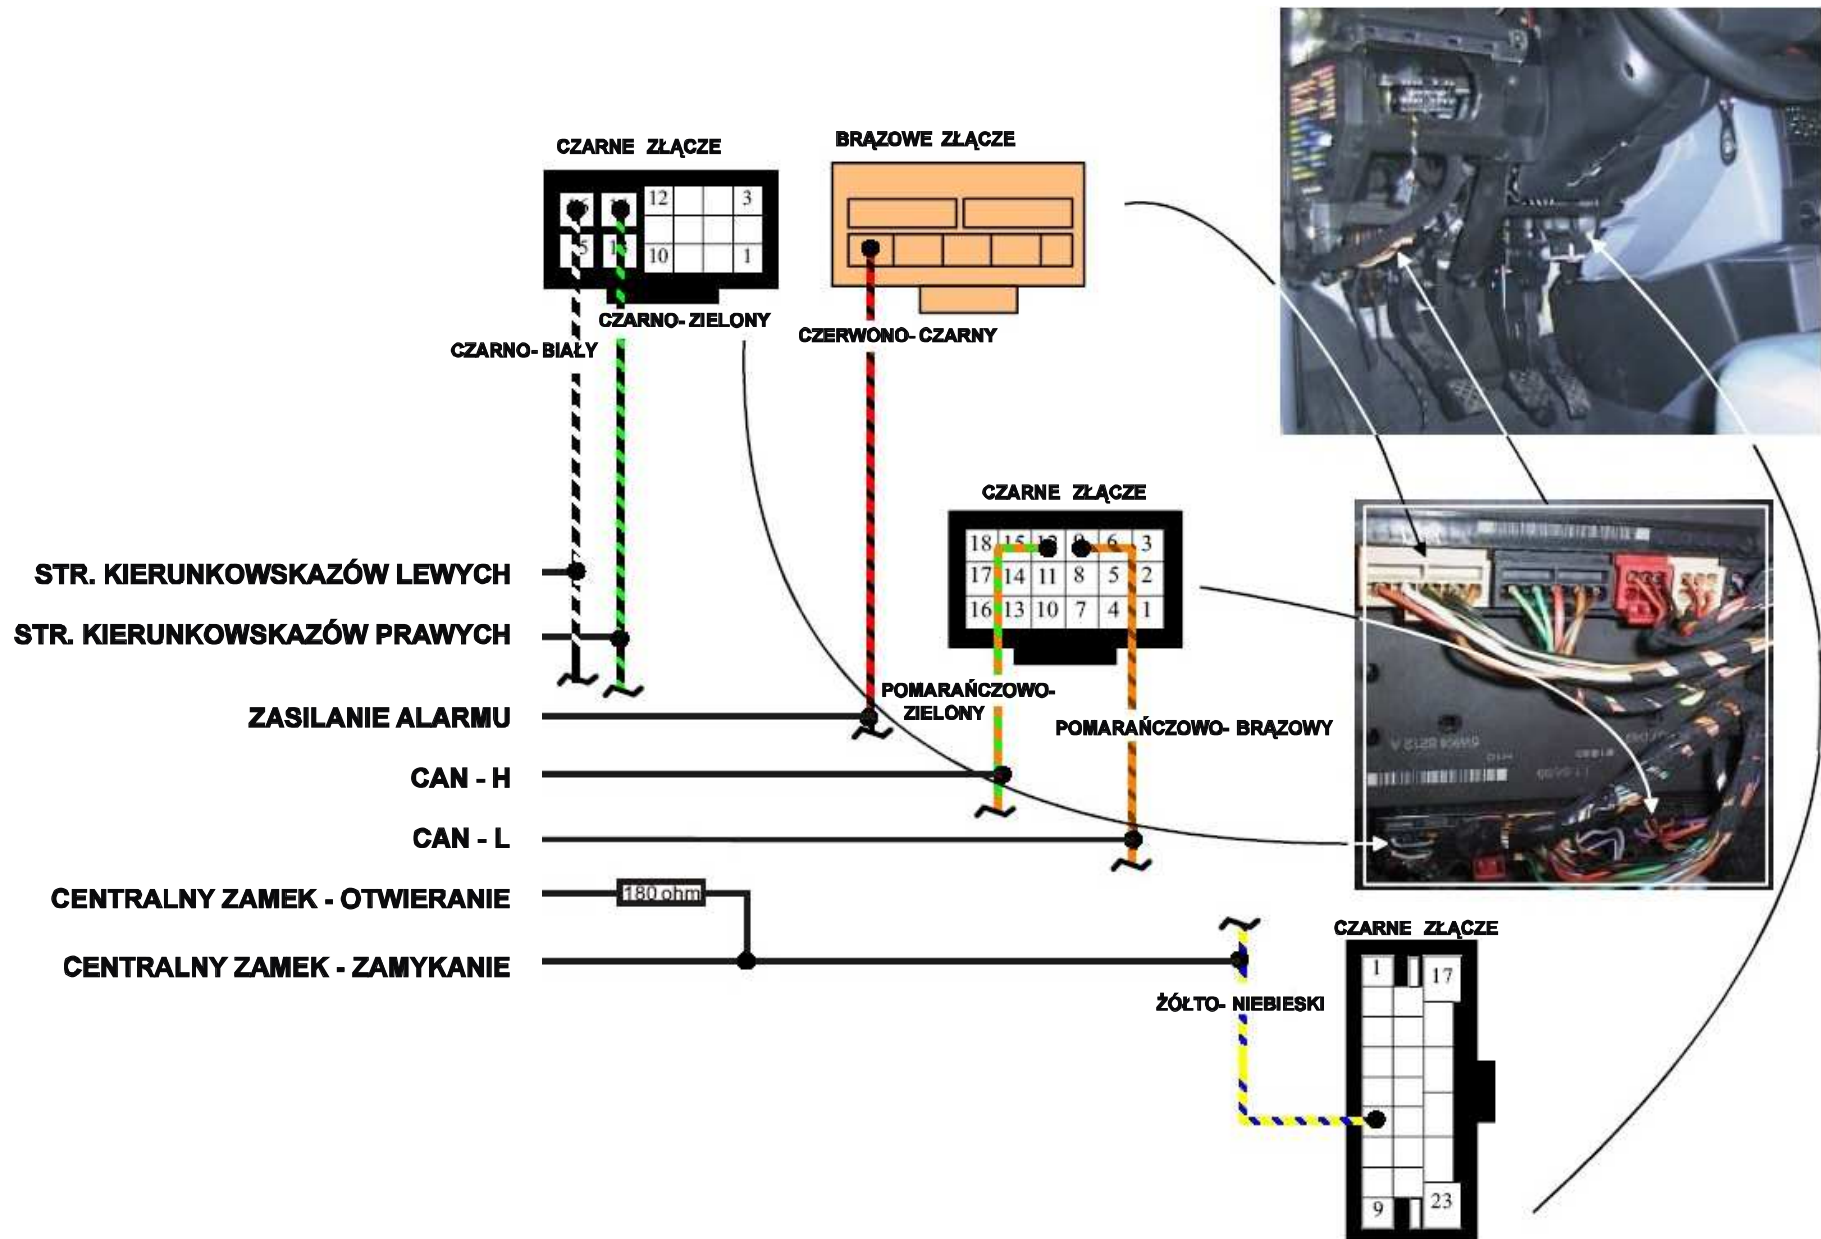 CZARNE ZŁĄCZE
BRĄZOWE ZŁĄCZE
12 3
10 1
CZARNO- ZIELONY
CZARNO- BIAŁY
CZERWONO- CZARNY
CZARNE ZŁĄCZE
18 15 6 3
17 14 11 8 5 2
16 13 10 7 4 1
STR. KIERUNKOWSKAZÓW LEWYCH
STR. KIERUNKOWSKAZÓW PRAWYCH
POMARAŃCZOWO-
ZIELONY
ZASILANIE ALARMU
POMARAŃCZOWO- BRĄZOWY
CAN - H
CAN - L
CENTRALNY ZAMEK - OTWIERANIE
180 ohm
CENTRALNY ZAMEK - ZAMYKANIE
CZARNE ZŁĄCZE
1 17
ŻÓŁTO- NIEBIESKI
9 23